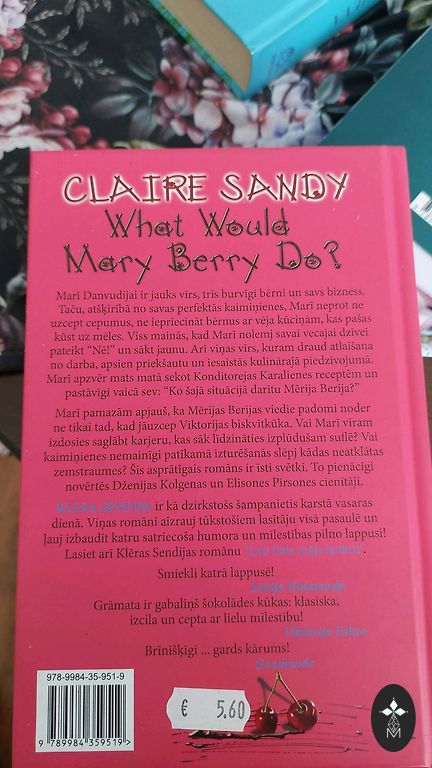 CLAIRE SANDY
What Would
Mary Berry Do?
Marī Danvudijai ir jauks vīrs, trīs burvīgi bērni un savs bizness.
Taču, atšķirībā no savas perfektās kaimiņienes, Marī neprot ne
uzcept cepumus, ne iepriecināt bērnus ar vēja kūciņām, kas pašas
kūst uz mēles. Viss mainās, kad Marī nolemj savai vecajai dzīvei
pateikt “Nē!” un sākt jaunu. Arī viņas vīrs, kuram draud atlaišana
no darba, apsien priekšautu un iesaistās kulinārajā piedzīvojumā.
Marī apzvēr mats matā sekot Konditorejas Karalienes receptēm un
pastāvīgi vaicā sev: “Ko šajā situācijā darītu Mērija Berija?”
Marī pamazām apjauš, ka Mērijas Berijas viedie padomi noder
ne tikai tad, kad jāuzcep Viktorijas biskvītkūka. Vai Marī vīram
izdosies saglābt karjeru, kas sāk līdzināties izplūdušam suflē? Vai
kaimiņienes nemainīgi patīkamā izturēšanās slēpj kādas neatklātas
zemstraumes? Šis asprātīgais romāns ir īsti svētki. To pienācīgi
novērtēs Dženijas Kolgenas un Elisones Pirsones cienītāji.
KLĒRA SENDIJA ir kā dzirkstošs šampanietis karstā vasaras
dienā. Viņas romāni aizrauj tūkstošiem lasītāju visā pasaulē un
ļauj izbaudīt katru satriecoša humora un mīlestības pilno lappusi!
Lasiet arī Klēras Sendijas romānu
Smiekli katrā lappusē!
Grāmata ir gabaliņš šokolādes kūkas: klasiska,
izcila un cepta ar lielu mīlestību!
Brīnišķīgi ... gards kārums!
978-9984-35-951-9
9 789984 359519 >
€ 5.60